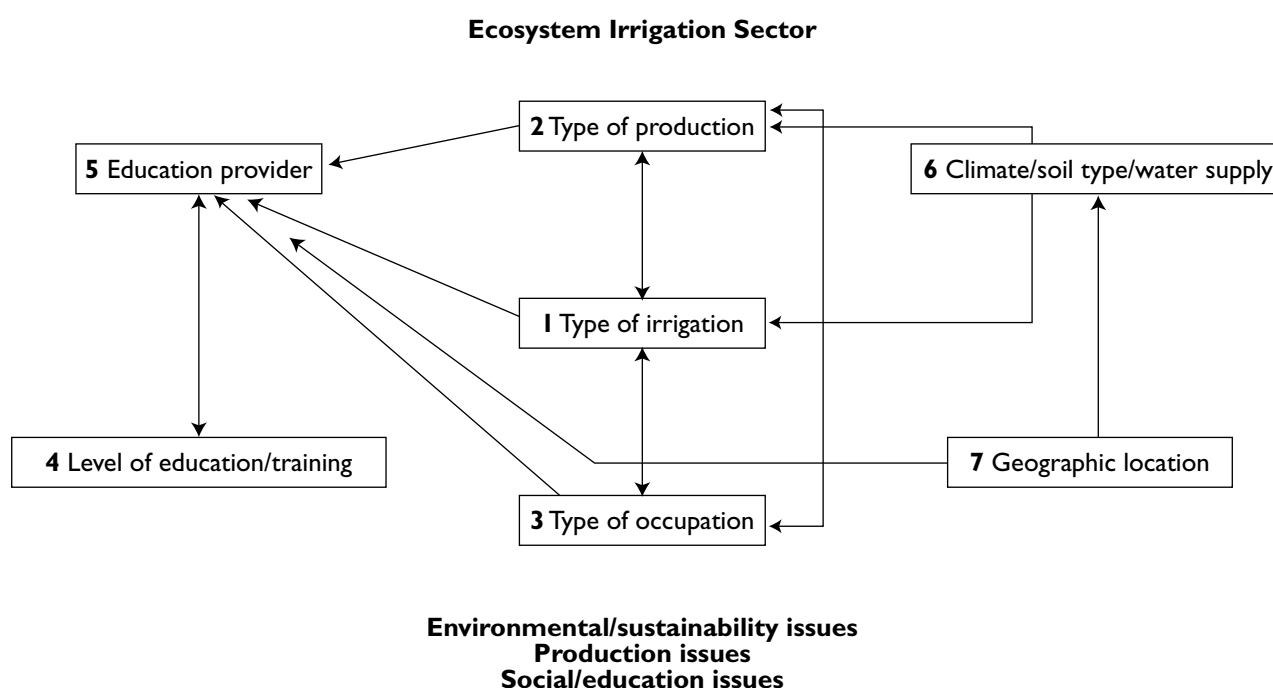 Ecosystem Irrigation Sector
2 Type of production
5 Education provider
6 Climate/soil type/water supply
1 Type of irrigation
4 Level of education/training
7 Geographic location
3 Type of occupation
Environmental/sustainability issues
Production issues
Social/education issues